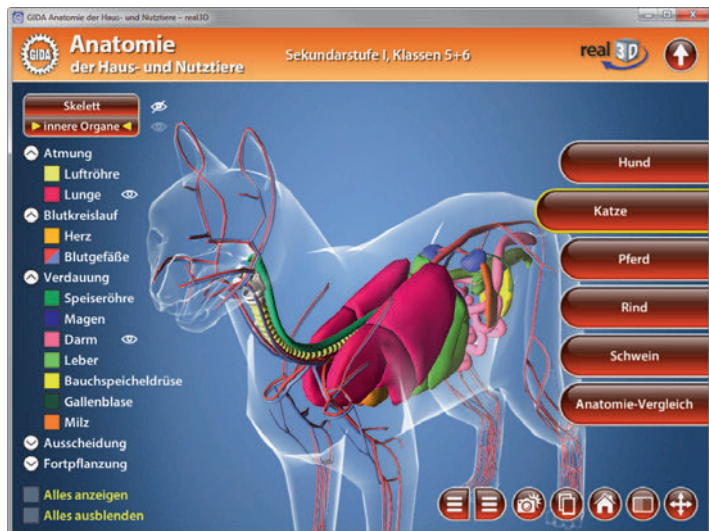 GIDA Anatomie der Haus- und Nutztiere – real3D
GIDA
Anatomie
der Haus- und Nutztiere
Sekundarstufe I, Klassen 5+6
real 3D
Skelett
innere Organe
Atmung
Luftröhre
Lunge
Blutkreislauf
Herz
Blutgefäße
Verdauung
Speiseröhre
Magen
Darm
Leber
Bauchspeicheldrüse
Gallenblase
Milz
Ausscheidung
Fortpflanzung
Alles anzeigen
Alles ausblenden
Hund
Katze
Pferd
Rind
Schwein
Anatomie-Vergleich